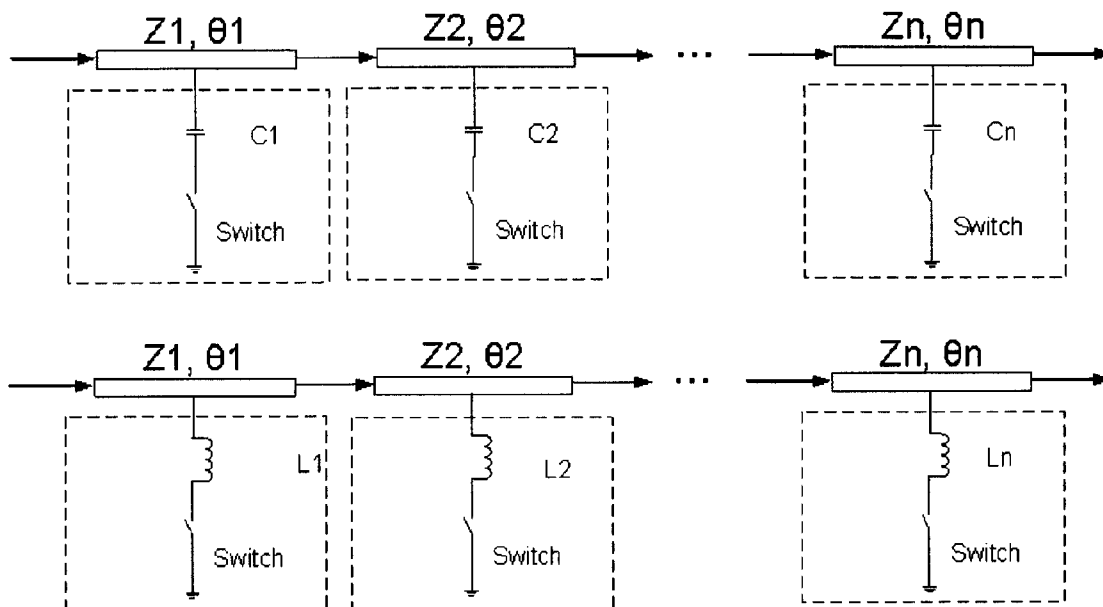 Z1, θ1
Z2, θ2
...
Zn, θn
C1
C2
Cn
Switch
Switch
Switch
Z1, θ1
Z2, θ2
...
Zn, θn
L1
L2
Ln
Switch
Switch
Switch